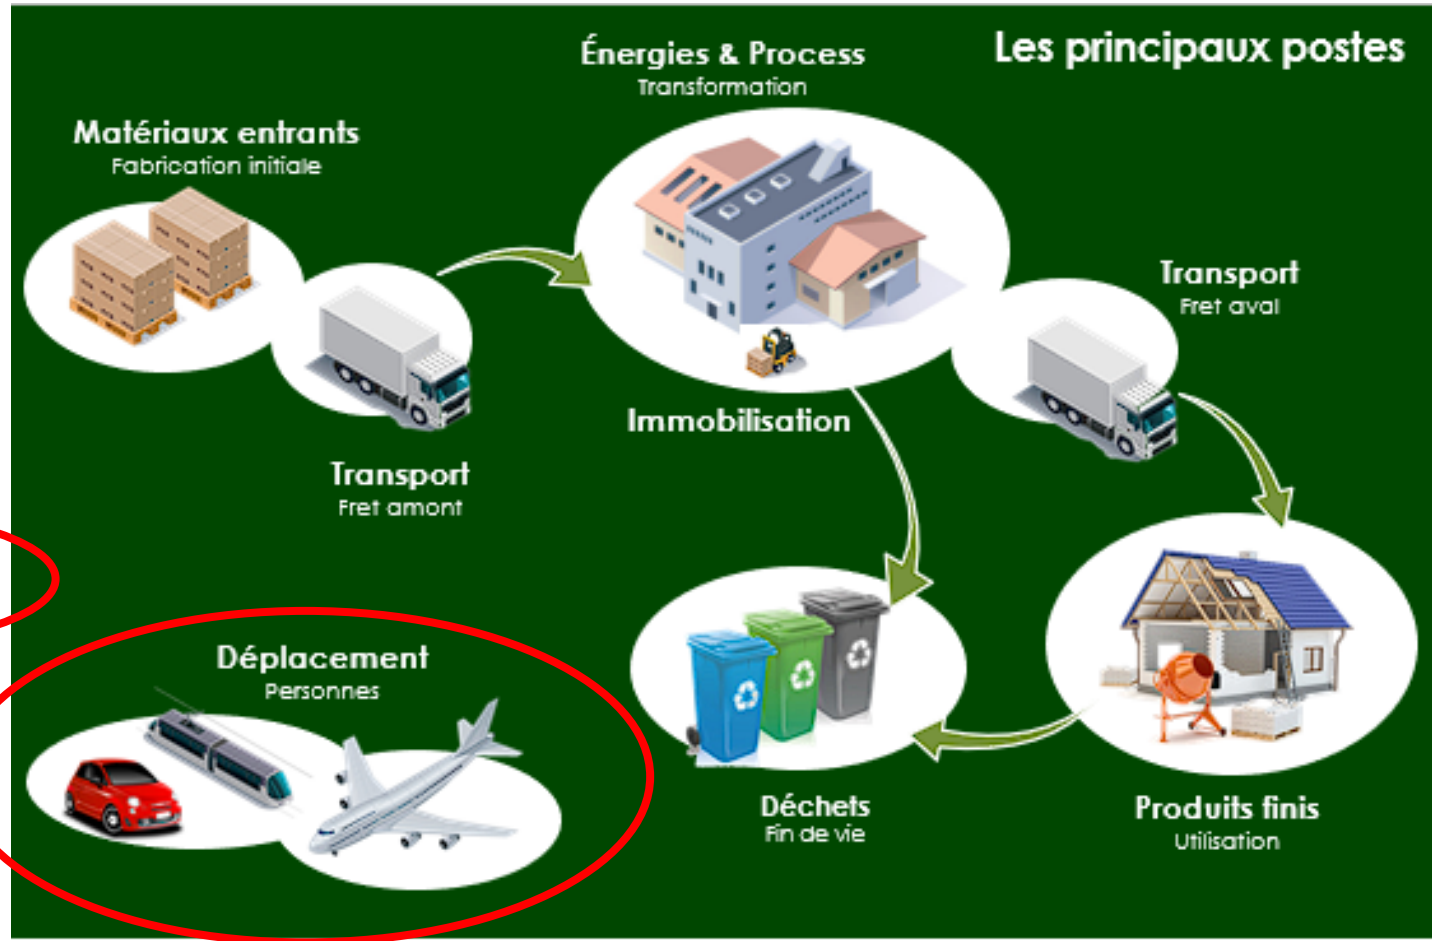 Les principaux postes
Énergies & Process
Transformation
Matériaux entrants
Fabrication initiale
Transport
Fret aval
Immobilisation
Transport
Fret amont
Déplacement
Personnes
Déchets
Fin de vie
Produits finis
Utilisation